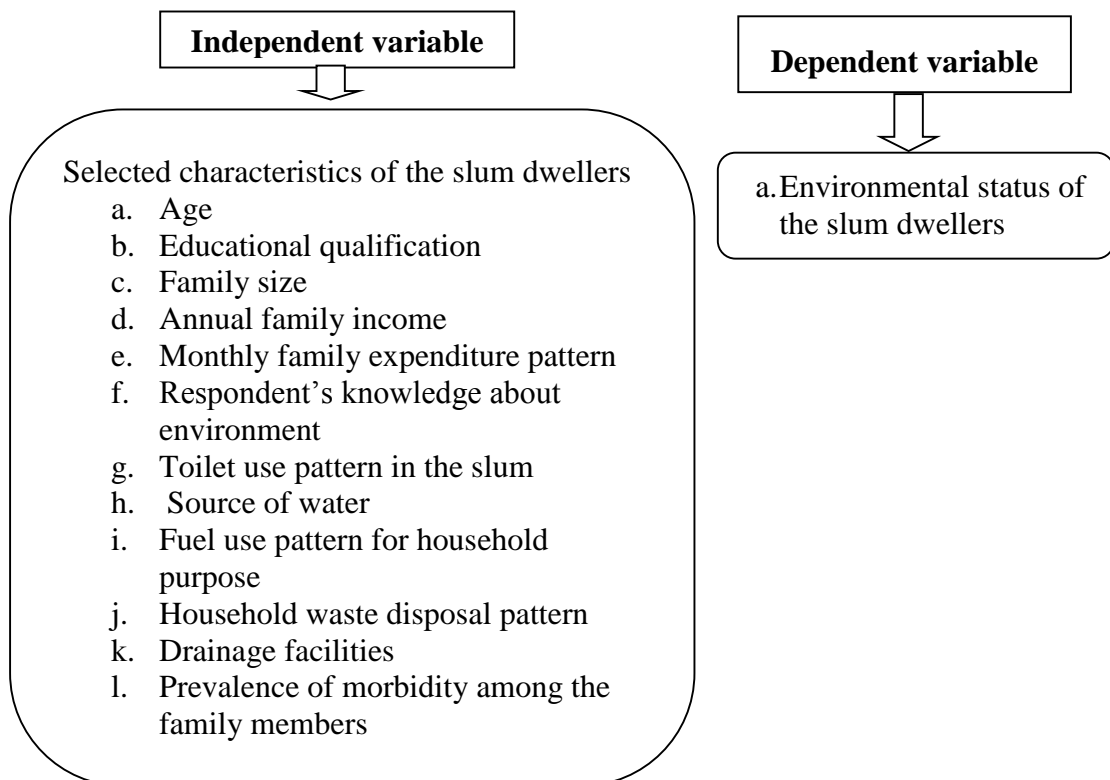 Independent variable
Dependent variable
Selected characteristics of the slum dwellers
a. Age
b. Educational qualification
c. Family size
d. Annual family income
e. Monthly family expenditure pattern
f. Respondent’s knowledge about
environment
g. Toilet use pattern in the slum
h. Source of water
i. Fuel use pattern for household
purpose
j. Household waste disposal pattern
k. Drainage facilities
l. Prevalence of morbidity among the
family members
a. Environmental status of
the slum dwellers